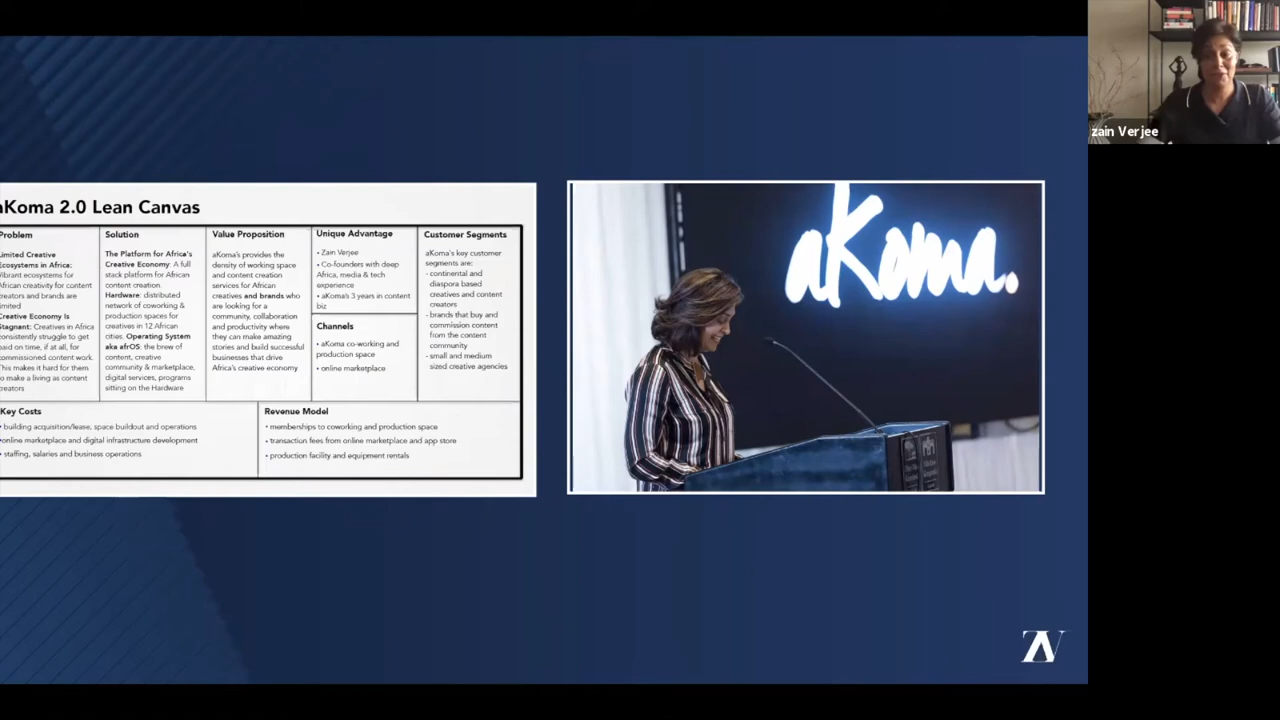 aKoma 2.0 Lean Canvas
Problem
Limited Creative
Ecosystems in Africa:
Vibrant ecosystems for
African creativity for content
creators and brands are
limited
Creative Economy Is
Stagnant: Creatives in Africa
consistently struggle to get
paid on time, if at all, for
commissioned content work.
This makes it hard for them
to make a living as content
creators
Solution
The Platform for Africa's
Creative Economy: A full
stack platform for African
content creation.
Hardware: distributed
network of coworking &
production spaces for
creatives in 12 African
cities. Operating System
aka afrOS: the brew of
content, creative
community & marketplace,
digital services, programs
sitting on the Hardware
Value Proposition
aKoma's provides the
density of working space
and content creation
services for African
creatives and brands who
are looking for a
community, collaboration
and productivity where
they can make amazing
stories and build successful
businesses that drive
Africa's creative economy
Unique Advantage
• Zain Verjee
• Co-founders with deep
Africa, media & tech
experience
• aKoma's 3 years in content
biz
Channels
• aKoma co-working and
production space
• online marketplace
Customer Segments
aKoma's key customer
segments are:
- continental and
diaspora based
creatives and content
creators
- brands that buy and
commission content
from the content
community
- small and medium
sized creative agencies
Key Costs
• building acquisition/lease, space buildout and operations
• online marketplace and digital infrastructure development
• staffing, salaries and business operations
Revenue Model
• memberships to coworking and production space
• transaction fees from online marketplace and app store
• production facility and equipment rentals
aKoma.
zain Verjee
ZV